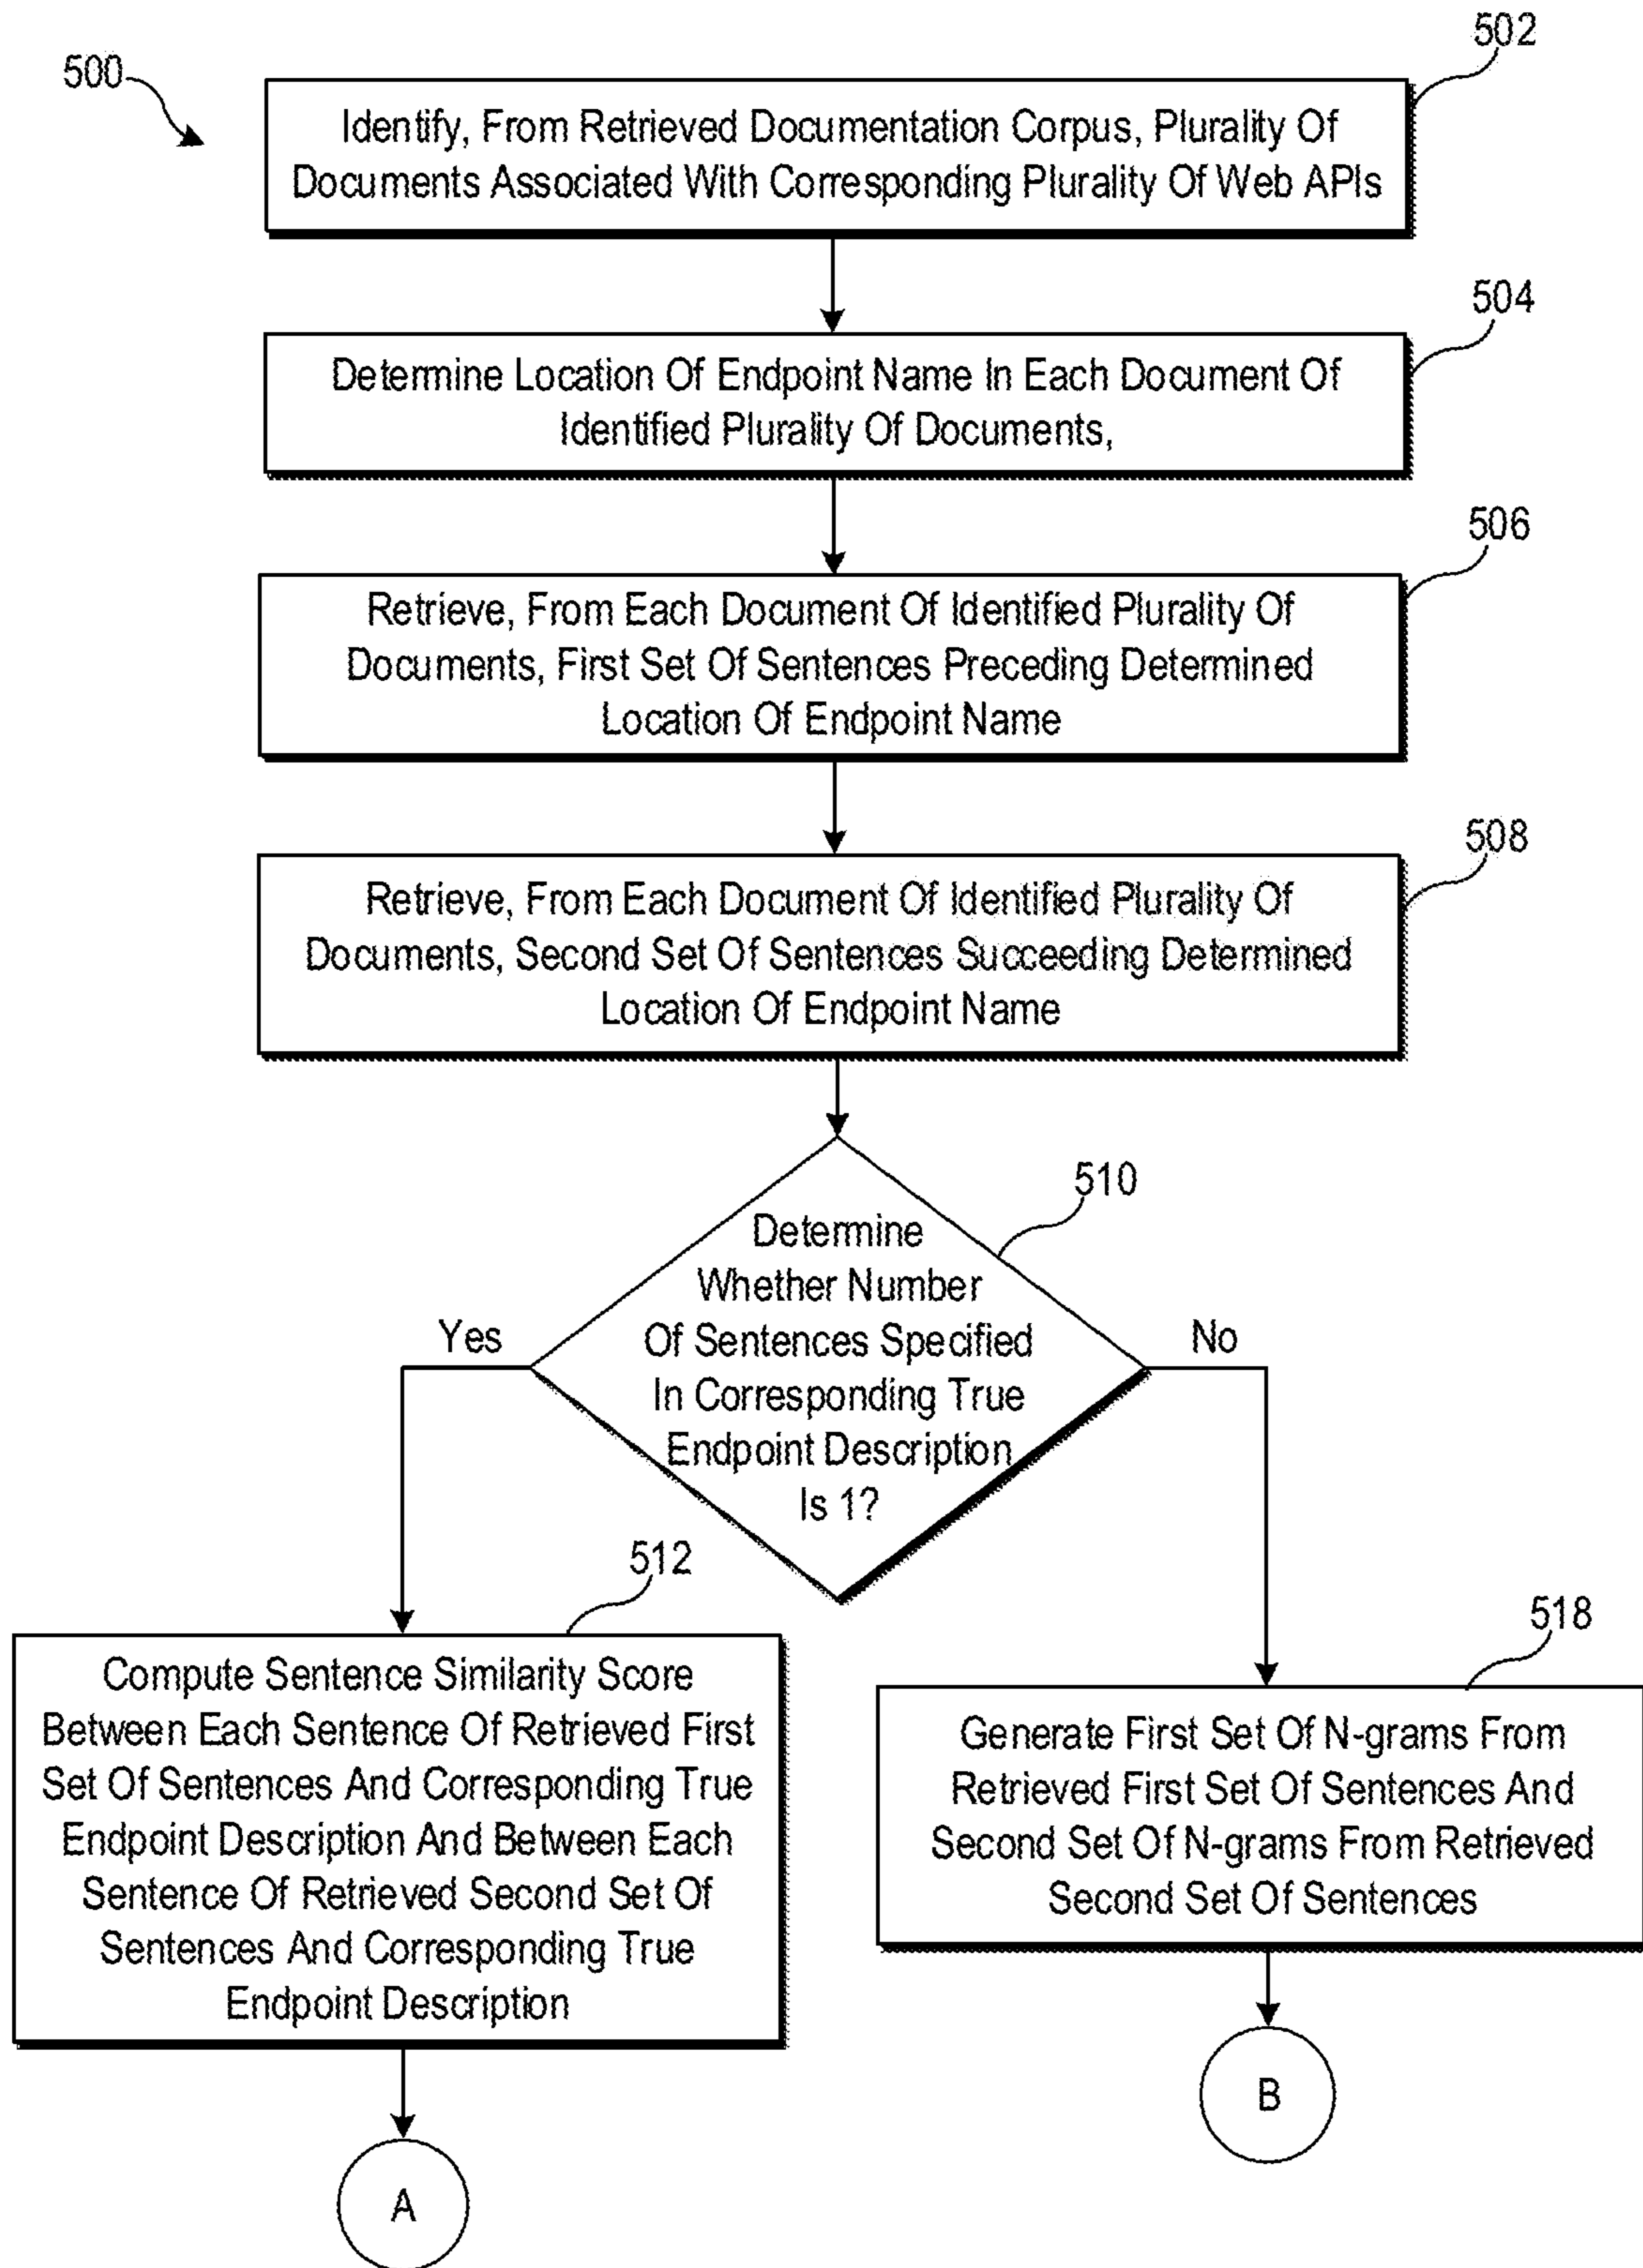 500
502
Identify, From Retrieved Documentation Corpus, Plurality Of
Documents Associated With Corresponding Plurality Of Web APIs
504
Determine Location Of Endpoint Name In Each Document Of
Identified Plurality Of Documents,
506
Retrieve, From Each Document Of Identified Plurality Of
Documents, First Set Of Sentences Preceding Determined
Location Of Endpoint Name
508
Retrieve, From Each Document Of Identified Plurality Of
Documents, Second Set Of Sentences Succeeding Determined
Location Of Endpoint Name
510
Determine
Whether Number
Of Sentences Specified
In Corresponding True
Endpoint Description
Is 1?
Yes
No
512
Compute Sentence Similarity Score
Between Each Sentence Of Retrieved First
Set Of Sentences And Corresponding True
Endpoint Description And Between Each
Sentence Of Retrieved Second Set Of
Sentences And Corresponding True
Endpoint Description
518
Generate First Set Of N-grams From
Retrieved First Set Of Sentences And
Second Set Of N-grams From Retrieved
Second Set Of Sentences
A
B